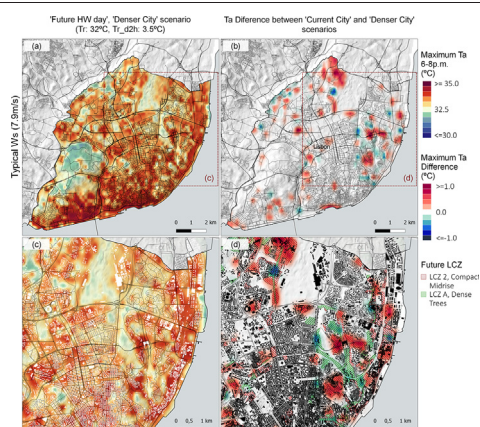 'Future HW day', 'Denser City' scenario
(Tr: 32ºC, Tr_d2h: 3.5ºC)
Ta Difference between 'Current City' and 'Denser City'
scenarios
Typical Ws (7.9m/s)
(a)
(b)
Lisbon
(c)
(d)
0 1 2 km
0 1 2 km
Maximum Ta
6-8p.m.
(ºC)
>= 35.0
32.5
<=30.0
Maximum Ta
Difference
(ºC)
>=1.0
0.0
<=-1.0
(c)
(d)
0 0,5 1 km
0 0,5 1 km
Future LCZ
LCZ 2, Compact
Midrise
LCZ A, Dense
Trees